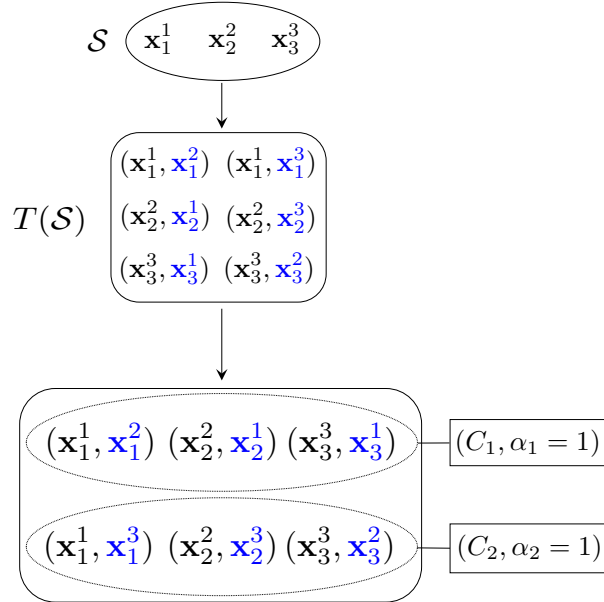 𝒮 𝐱₁¹ 𝐱₂² 𝐱₃³
(𝐱₁¹, 𝐱₁²) (𝐱₁¹, 𝐱₁³)
T(𝒮) (𝐱₂², 𝐱₂¹) (𝐱₂², 𝐱₂³)
(𝐱₃³, 𝐱₃¹) (𝐱₃³, 𝐱₃²)
(𝐱₁¹, 𝐱₁²) (𝐱₂², 𝐱₂¹) (𝐱₃³, 𝐱₃¹) (C₁, α₁ = 1)
(𝐱₁¹, 𝐱₁³) (𝐱₂², 𝐱₂³) (𝐱₃³, 𝐱₃²) (C₂, α₂ = 1)